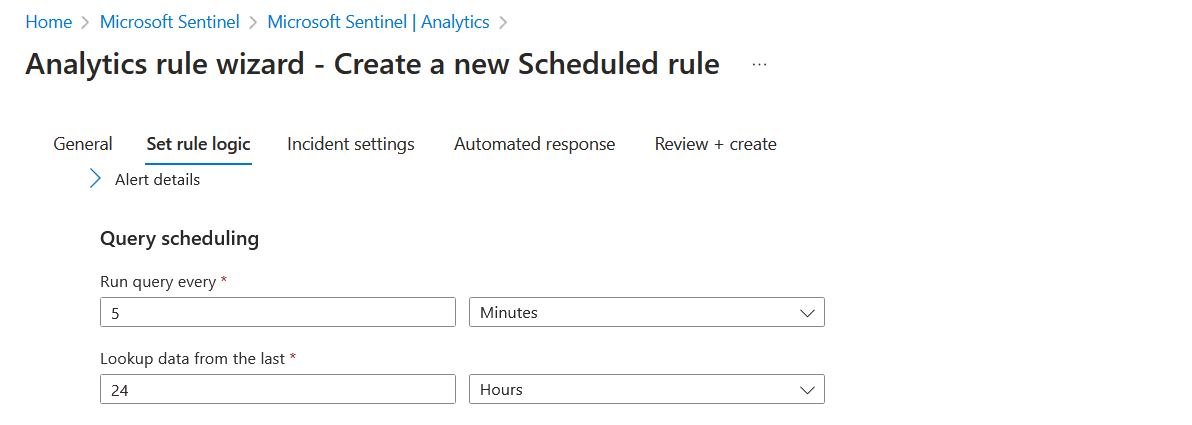 Home > Microsoft Sentinel > Microsoft Sentinel | Analytics >
Analytics rule wizard - Create a new Scheduled rule ...
General Set rule logic Incident settings Automated response Review + create
> Alert details
Query scheduling
Run query every *
5 Minutes
Lookup data from the last *
24 Hours